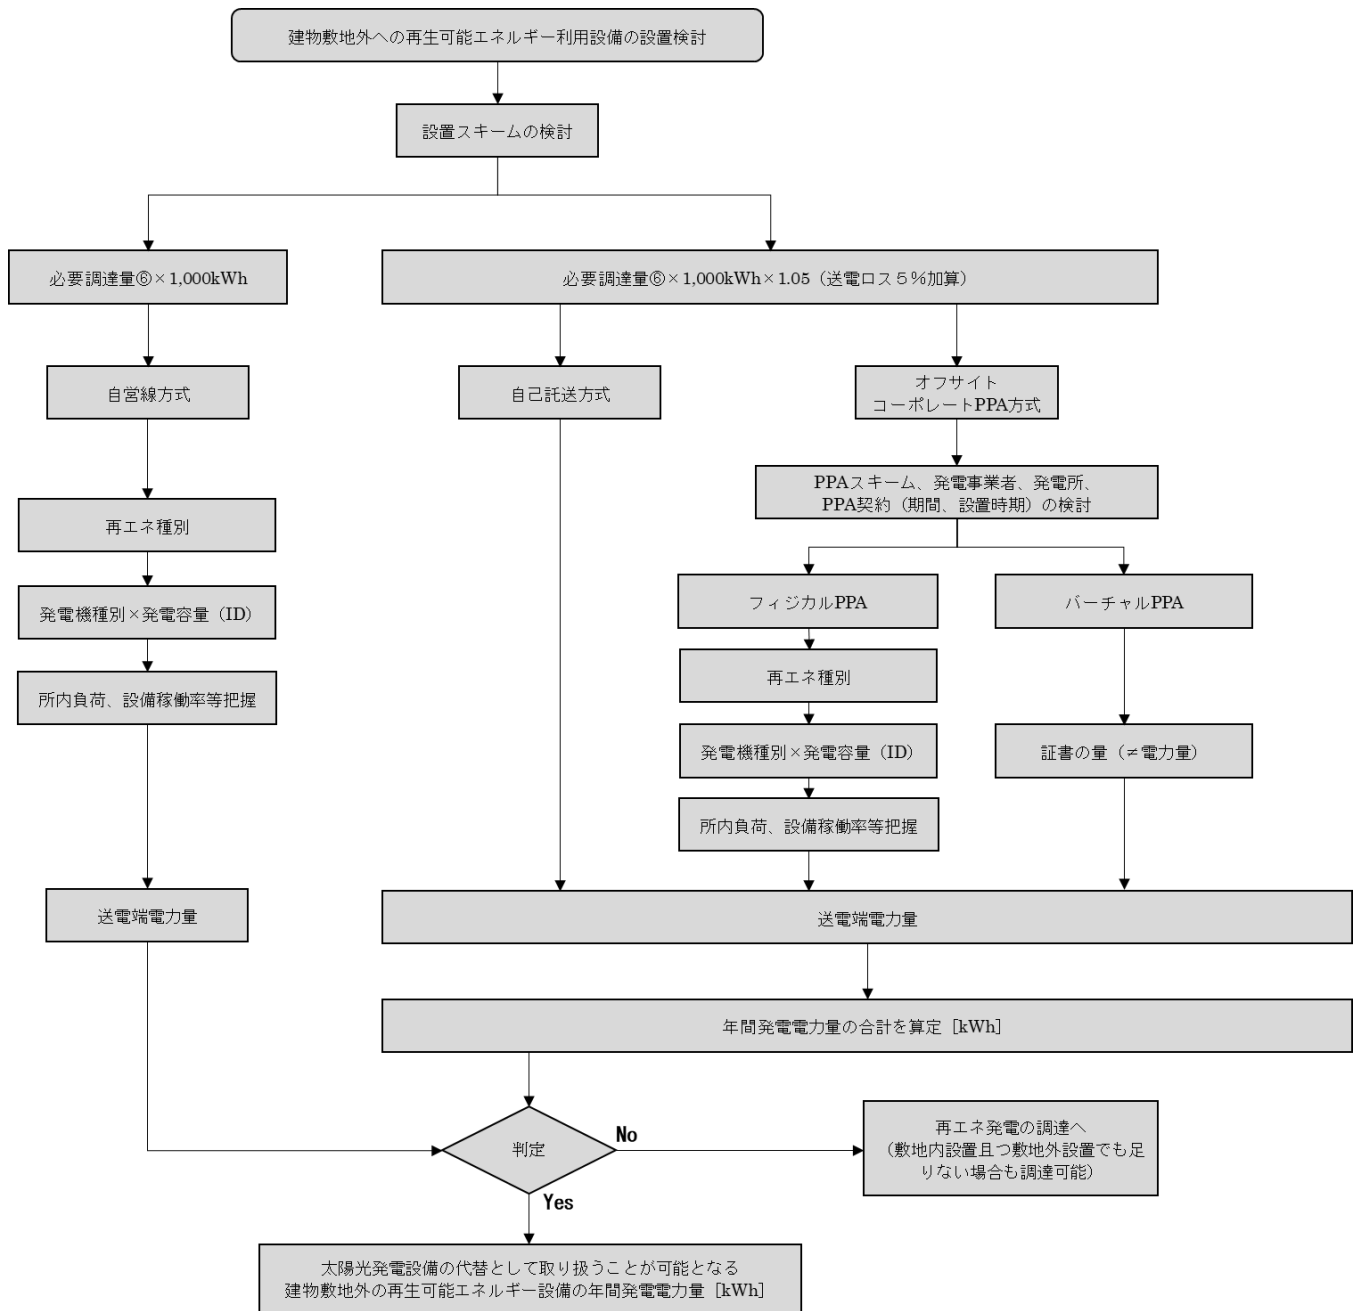 建物敷地外への再生可能エネルギー利用設備の設置検討
設置スキームの検討
必要調達量⑥×1,000kWh
必要調達量⑥×1,000kWh×1.05（送電ロス５％加算）
自営線方式
自己託送方式
オフサイト
コーポレートPPA方式
PPAスキーム、発電事業者、発電所、
PPA契約（期間、設置時期）の検討
再エネ種別
発電機種別×発電容量（ID）
所内負荷、設備稼働率等把握
フィジカルPPA
バーチャルPPA
再エネ種別
発電機種別×発電容量（ID）
証書の量（≠電力量）
所内負荷、設備稼働率等把握
送電端電力量
送電端電力量
年間発電電力量の合計を算定［kWh］
判定
No
Yes
再エネ発電の調達へ
（敷地内設置且つ敷地外設置でも足
りない場合も調達可能）
太陽光発電設備の代替として取り扱うことが可能となる
建物敷地外の再生可能エネルギー設備の年間発電電力量［kWh］